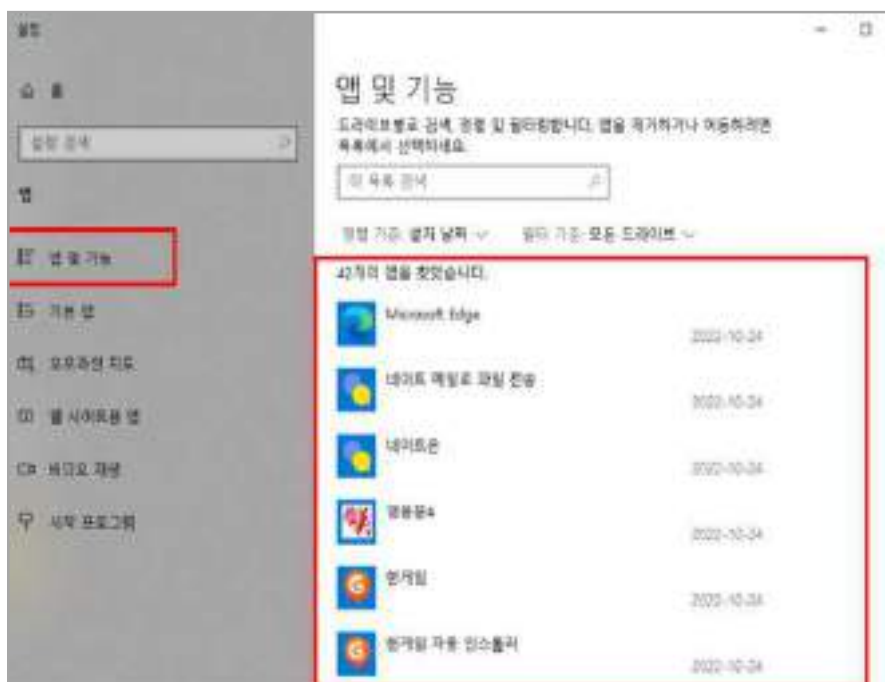 설정
홈
설정 검색
앱
앱 및 기능
기본 앱
오프라인 지도
웹 사이트용 앱
비디오 재생
시작 프로그램
앱 및 기능
드라이브별로 검색, 정렬 및 필터링합니다. 앱을 제거하거나 이동하려면
목록에서 선택하세요.
이 목록 검색
정렬 기준: 설치 날짜
필터 기준: 모든 드라이브
42개의 앱을 찾았습니다.
Microsoft Edge
2022-10-24
네이트 메일로 파일 전송
2022-10-24
네이트온
2022-10-24
영웅문4
2022-10-24
한게임
2022-10-24
한게임 자동 인스톨러
2022-10-24